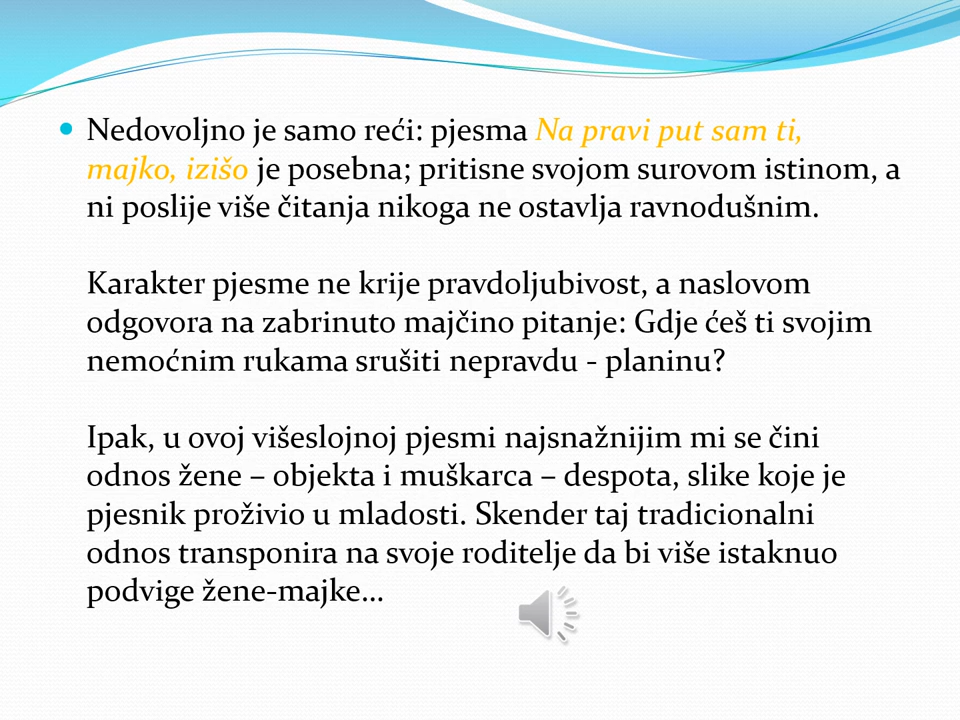 Nedovoljno je samo reći: pjesma Na pravi put sam ti,
majko, izišo je posebna; pritisne svojom surovom istinom, a
ni poslije više čitanja nikoga ne ostavlja ravnodušnim.
Karakter pjesme ne krije pravdoljubivost, a naslovom
odgovora na zabrinuto majčino pitanje: Gdje ćeš ti svojim
nemoćnim rukama srušiti nepravdu - planinu?
Ipak, u ovoj višeslojnoj pjesmi najsnažnijim mi se čini
odnos žene – objekta i muškarca – despota, slike koje je
pjesnik proživio u mladosti. Skender taj tradicionalni
odnos transponira na svoje roditelje da bi više istaknuo
podvige žene-majke...